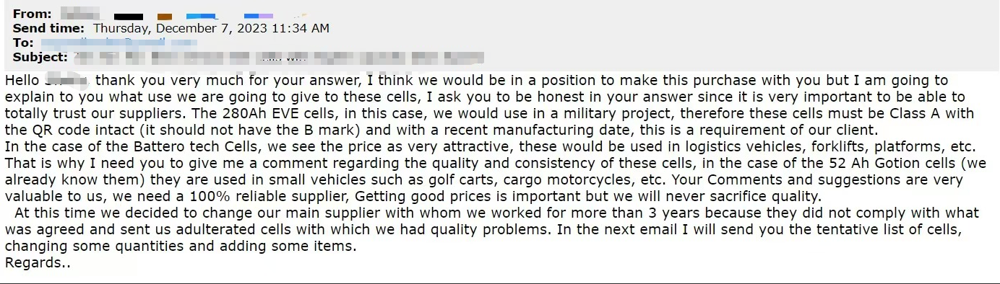 From:
Send time: Thursday, December 7, 2023 11:34 AM
To:
Subject:
Hello , thank you very much for your answer, I think we would be in a position to make this purchase with you but I am going to
explain to you what use we are going to give to these cells, I ask you to be honest in your answer since it is very important to be able to
totally trust our suppliers. The 280Ah EVE cells, in this case, we would use in a military project, therefore these cells must be Class A with
the QR code intact (it should not have the B mark) and with a recent manufacturing date, this is a requirement of our client.
In the case of the Battero tech Cells, we see the price as very attractive, these would be used in logistics vehicles, forklifts, platforms, etc.
That is why I need you to give me a comment regarding the quality and consistency of these cells, in the case of the 52 Ah Gotion cells (we
already know them) they are used in small vehicles such as golf carts, cargo motorcycles, etc. Your Comments and suggestions are very
valuable to us, we need a 100% reliable supplier, Getting good prices is important but we will never sacrifice quality.
At this time we decided to change our main supplier with whom we worked for more than 3 years because they did not comply with what
was agreed and sent us adulterated cells with which we had quality problems. In the next email I will send you the tentative list of cells,
changing some quantities and adding some items.
Regards..